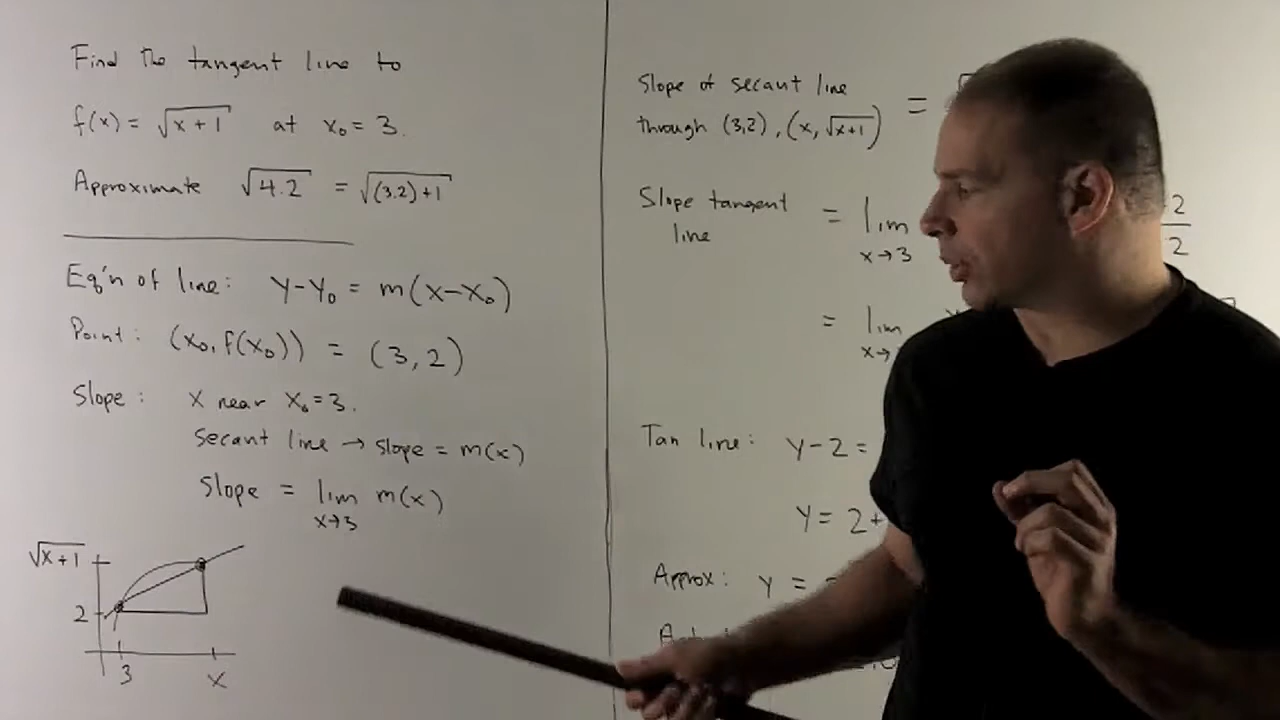 Find the tangent line to
f(x) = √(x+1) at x₀ = 3.
Approximate √4.2 = √((3.2)+1)
Eq'n of line: y-y₀ = m(x-x₀)
Point: (x₀, f(x₀)) = (3, 2)
Slope: x near x₀=3.
secant line → slope = m(x)
Slope = lim m(x)
x→3
√(x+1)
2
3 x
Slope of secant line
through (3,2), (x, √(x+1)) =
Slope tangent = lim
line x→3
= lim
x→
Tan line: y-2 =
y = 2+
Approx: y =